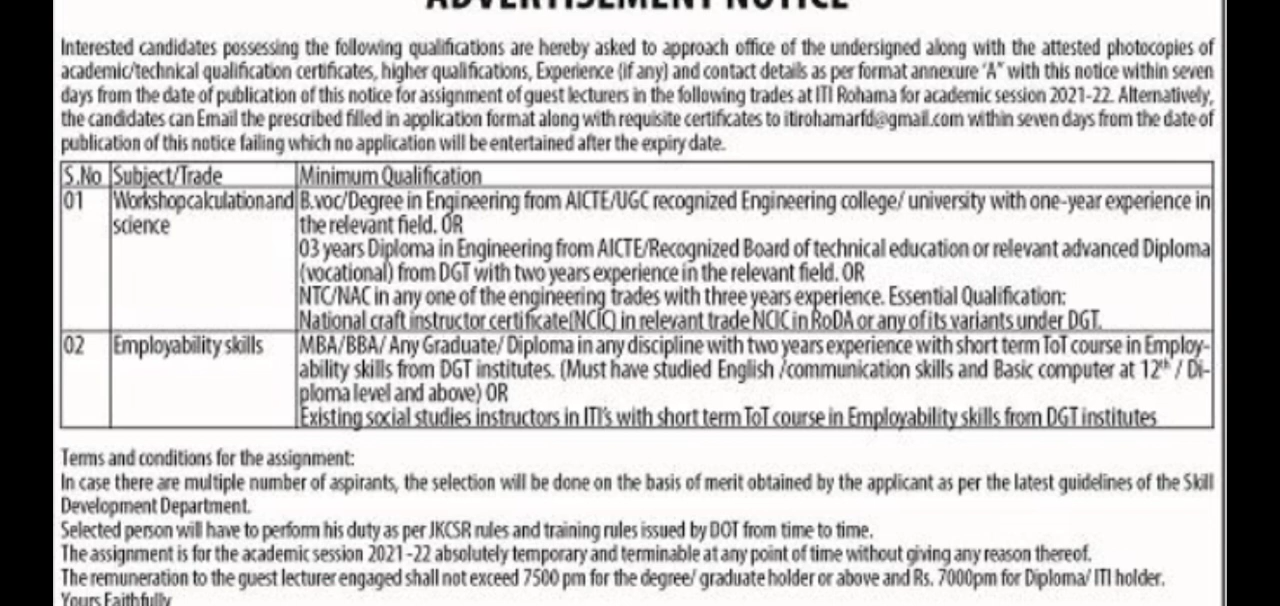 ADVERTISEMENT NOTICE
Interested candidates possessing the following qualifications are hereby asked to approach office of the undersigned along with the attested photocopies of
academic/technical qualification certificates, higher qualifications, Experience (if any) and contact details as per format annexure "A" with this notice within seven
days from the date of publication of this notice for assignment of guest lecturers in the following trades at ITI Rohama for academic session 2021-22. Alternatively,
the candidates can Email the prescribed filled in application format along with requisite certificates to itirohamarfd@gmail.com within seven days from the date of
publication of this notice failing which no application will be entertained after the expiry date.
S.No Subject/Trade Minimum Qualification
01 Workshop calculation and B.voc/Degree in Engineering from AICTE/UGC recognized Engineering college/ university with one-year experience in
science the relevant field. OR
03 years Diploma in Engineering from AICTE/Recognized Board of technical education or relevant advanced Diploma
(vocational) from DGT with two years experience in the relevant field. OR
NTC/NAC in any one of the engineering trades with three years experience. Essential Qualification:
National craft instructor certificate(NCIC) in relevant trade NCIC in RoDA or any of its variants under DGT.
02 Employability skills MBA/BBA/ Any Graduate/ Diploma in any discipline with two years experience with short term ToT course in Employ-
ability skills from DGT institutes. (Must have studied English /communication skills and Basic computer at 12th / Di-
ploma level and above) OR
Existing social studies instructors in ITI's with short term ToT course in Employability skills from DGT institutes
Terms and conditions for the assignment:
In case there are multiple number of aspirants, the selection will be done on the basis of merit obtained by the applicant as per the latest guidelines of the Skill
Development Department.
Selected person will have to perform his duty as per JKCSR rules and training rules issued by DOT from time to time.
The assignment is for the academic session 2021-22 absolutely temporary and terminable at any point of time without giving any reason thereof.
The remuneration to the guest lecturer engaged shall not exceed 7500 pm for the degree/ graduate holder or above and Rs. 7000pm for Diploma/ ITI holder.
Yours Faithfully